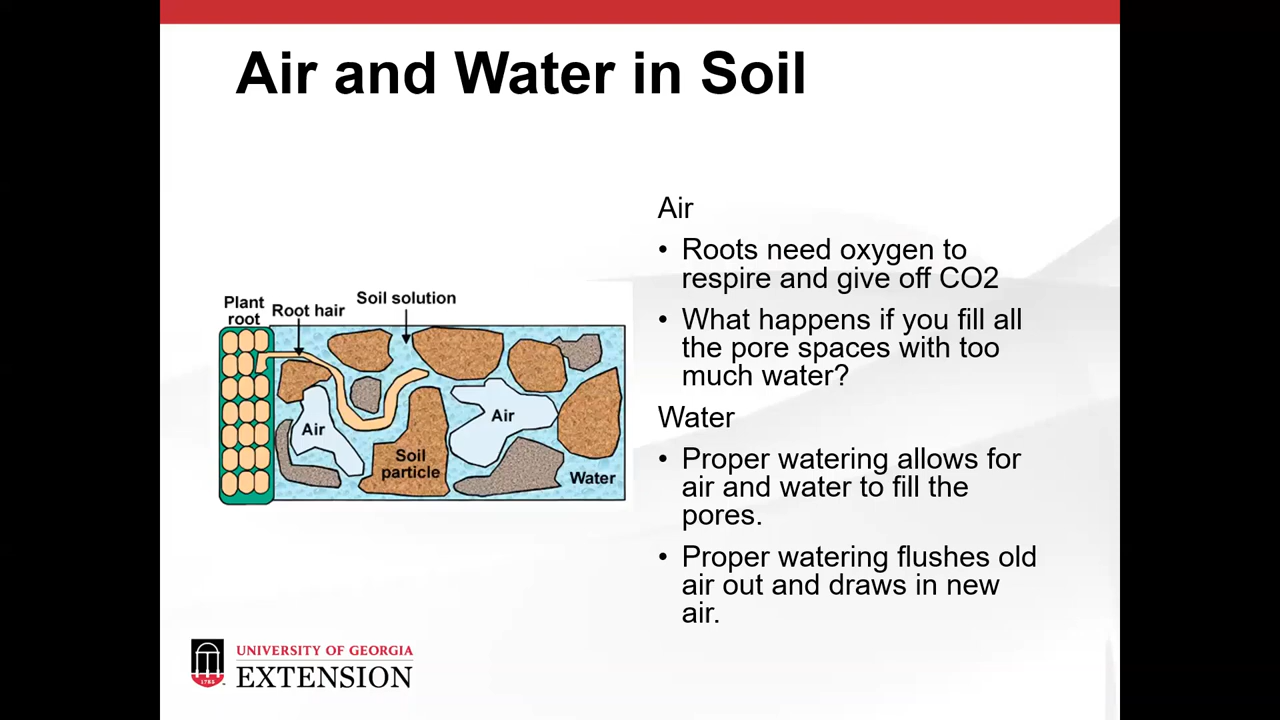 Air and Water in Soil
Air
• Roots need oxygen to
respire and give off CO2
• What happens if you fill all
the pore spaces with too
much water?
Water
• Proper watering allows for
air and water to fill the
pores.
• Proper watering flushes old
air out and draws in new
air.
Plant
root
Root hair
Soil solution
Air
Air
Soil
particle
Water
1785
UNIVERSITY OF GEORGIA
EXTENSION